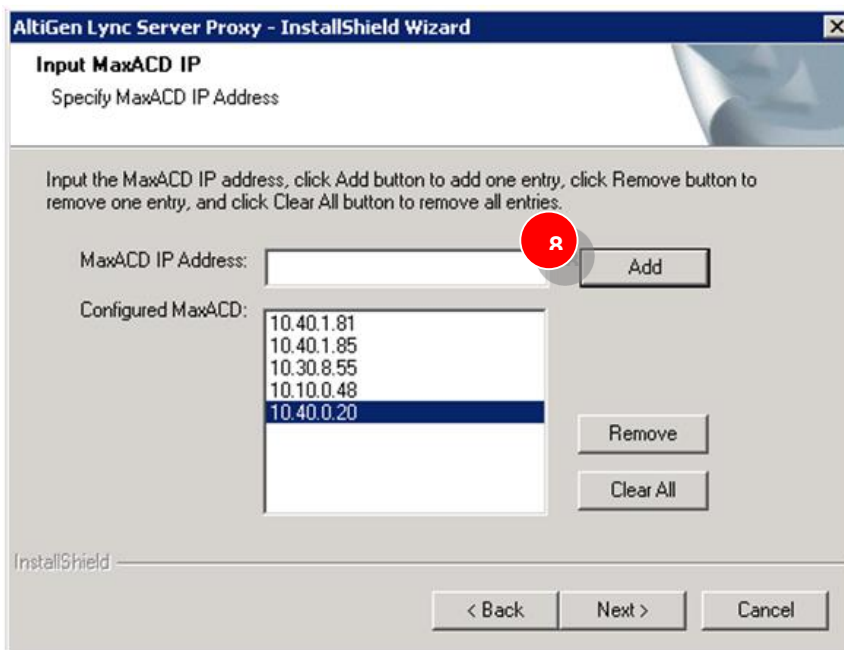 AltiGen Lync Server Proxy - InstallShield Wizard
Input MaxACD IP
Specify MaxACD IP Address
Input the MaxACD IP address, click Add button to add one entry, click Remove button to
remove one entry, and click Clear All button to remove all entries.
8
MaxACD IP Address:
Add
Configured MaxACD:
10.40.1.81
10.40.1.85
10.30.8.55
10.10.0.48
10.40.0.20
Remove
Clear All
InstallShield
< Back
Next >
Cancel